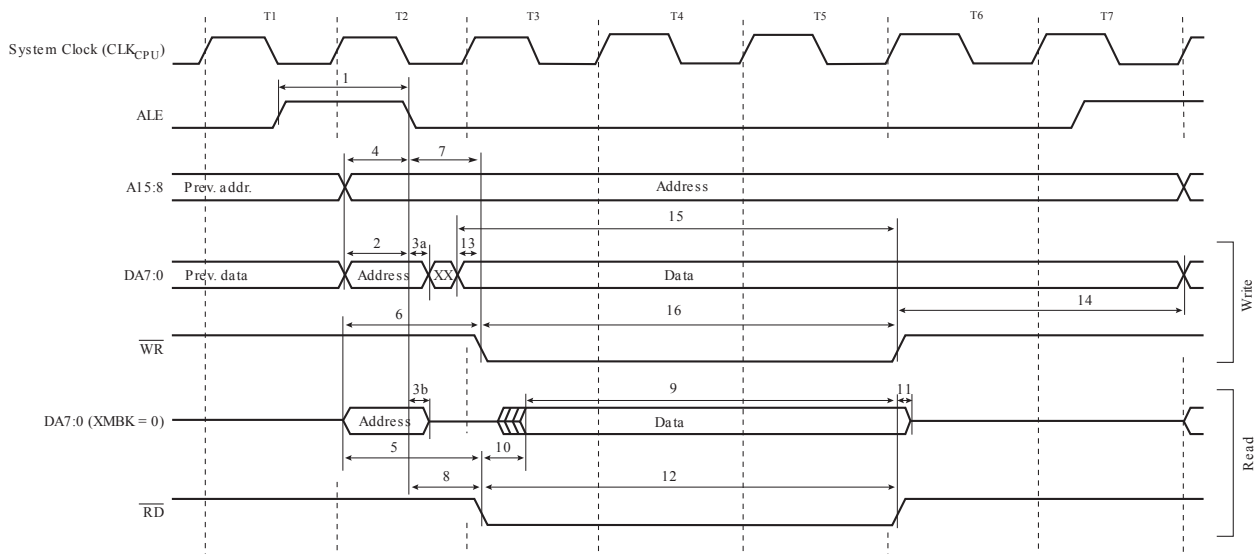 T1 T2 T3 T4 T5 T6 T7
System Clock (CLKCPU)
1
ALE
4 7
A15:8 Prev. addr. Address
15
2 3a 13
DA7:0 Prev. data Address XX Data
14
6 16
WR
Write
3b 9 11
DA7:0 (XMBK = 0) Address Data
5 10
8 12
RD
Read